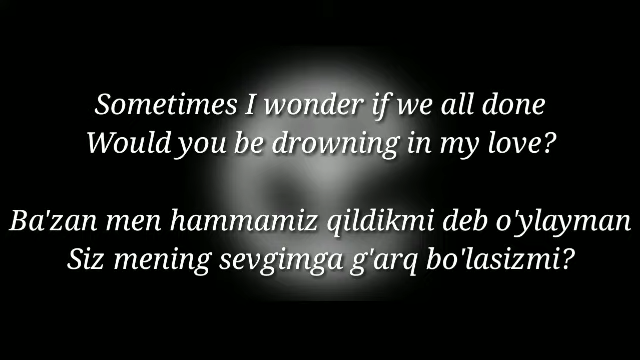 Sometimes I wonder if we all done
Would you be drowning in my love?
Ba'zan men hammamiz qildikmi deb o'ylayman
Siz mening sevgimga g'arq bo'lasizmi?